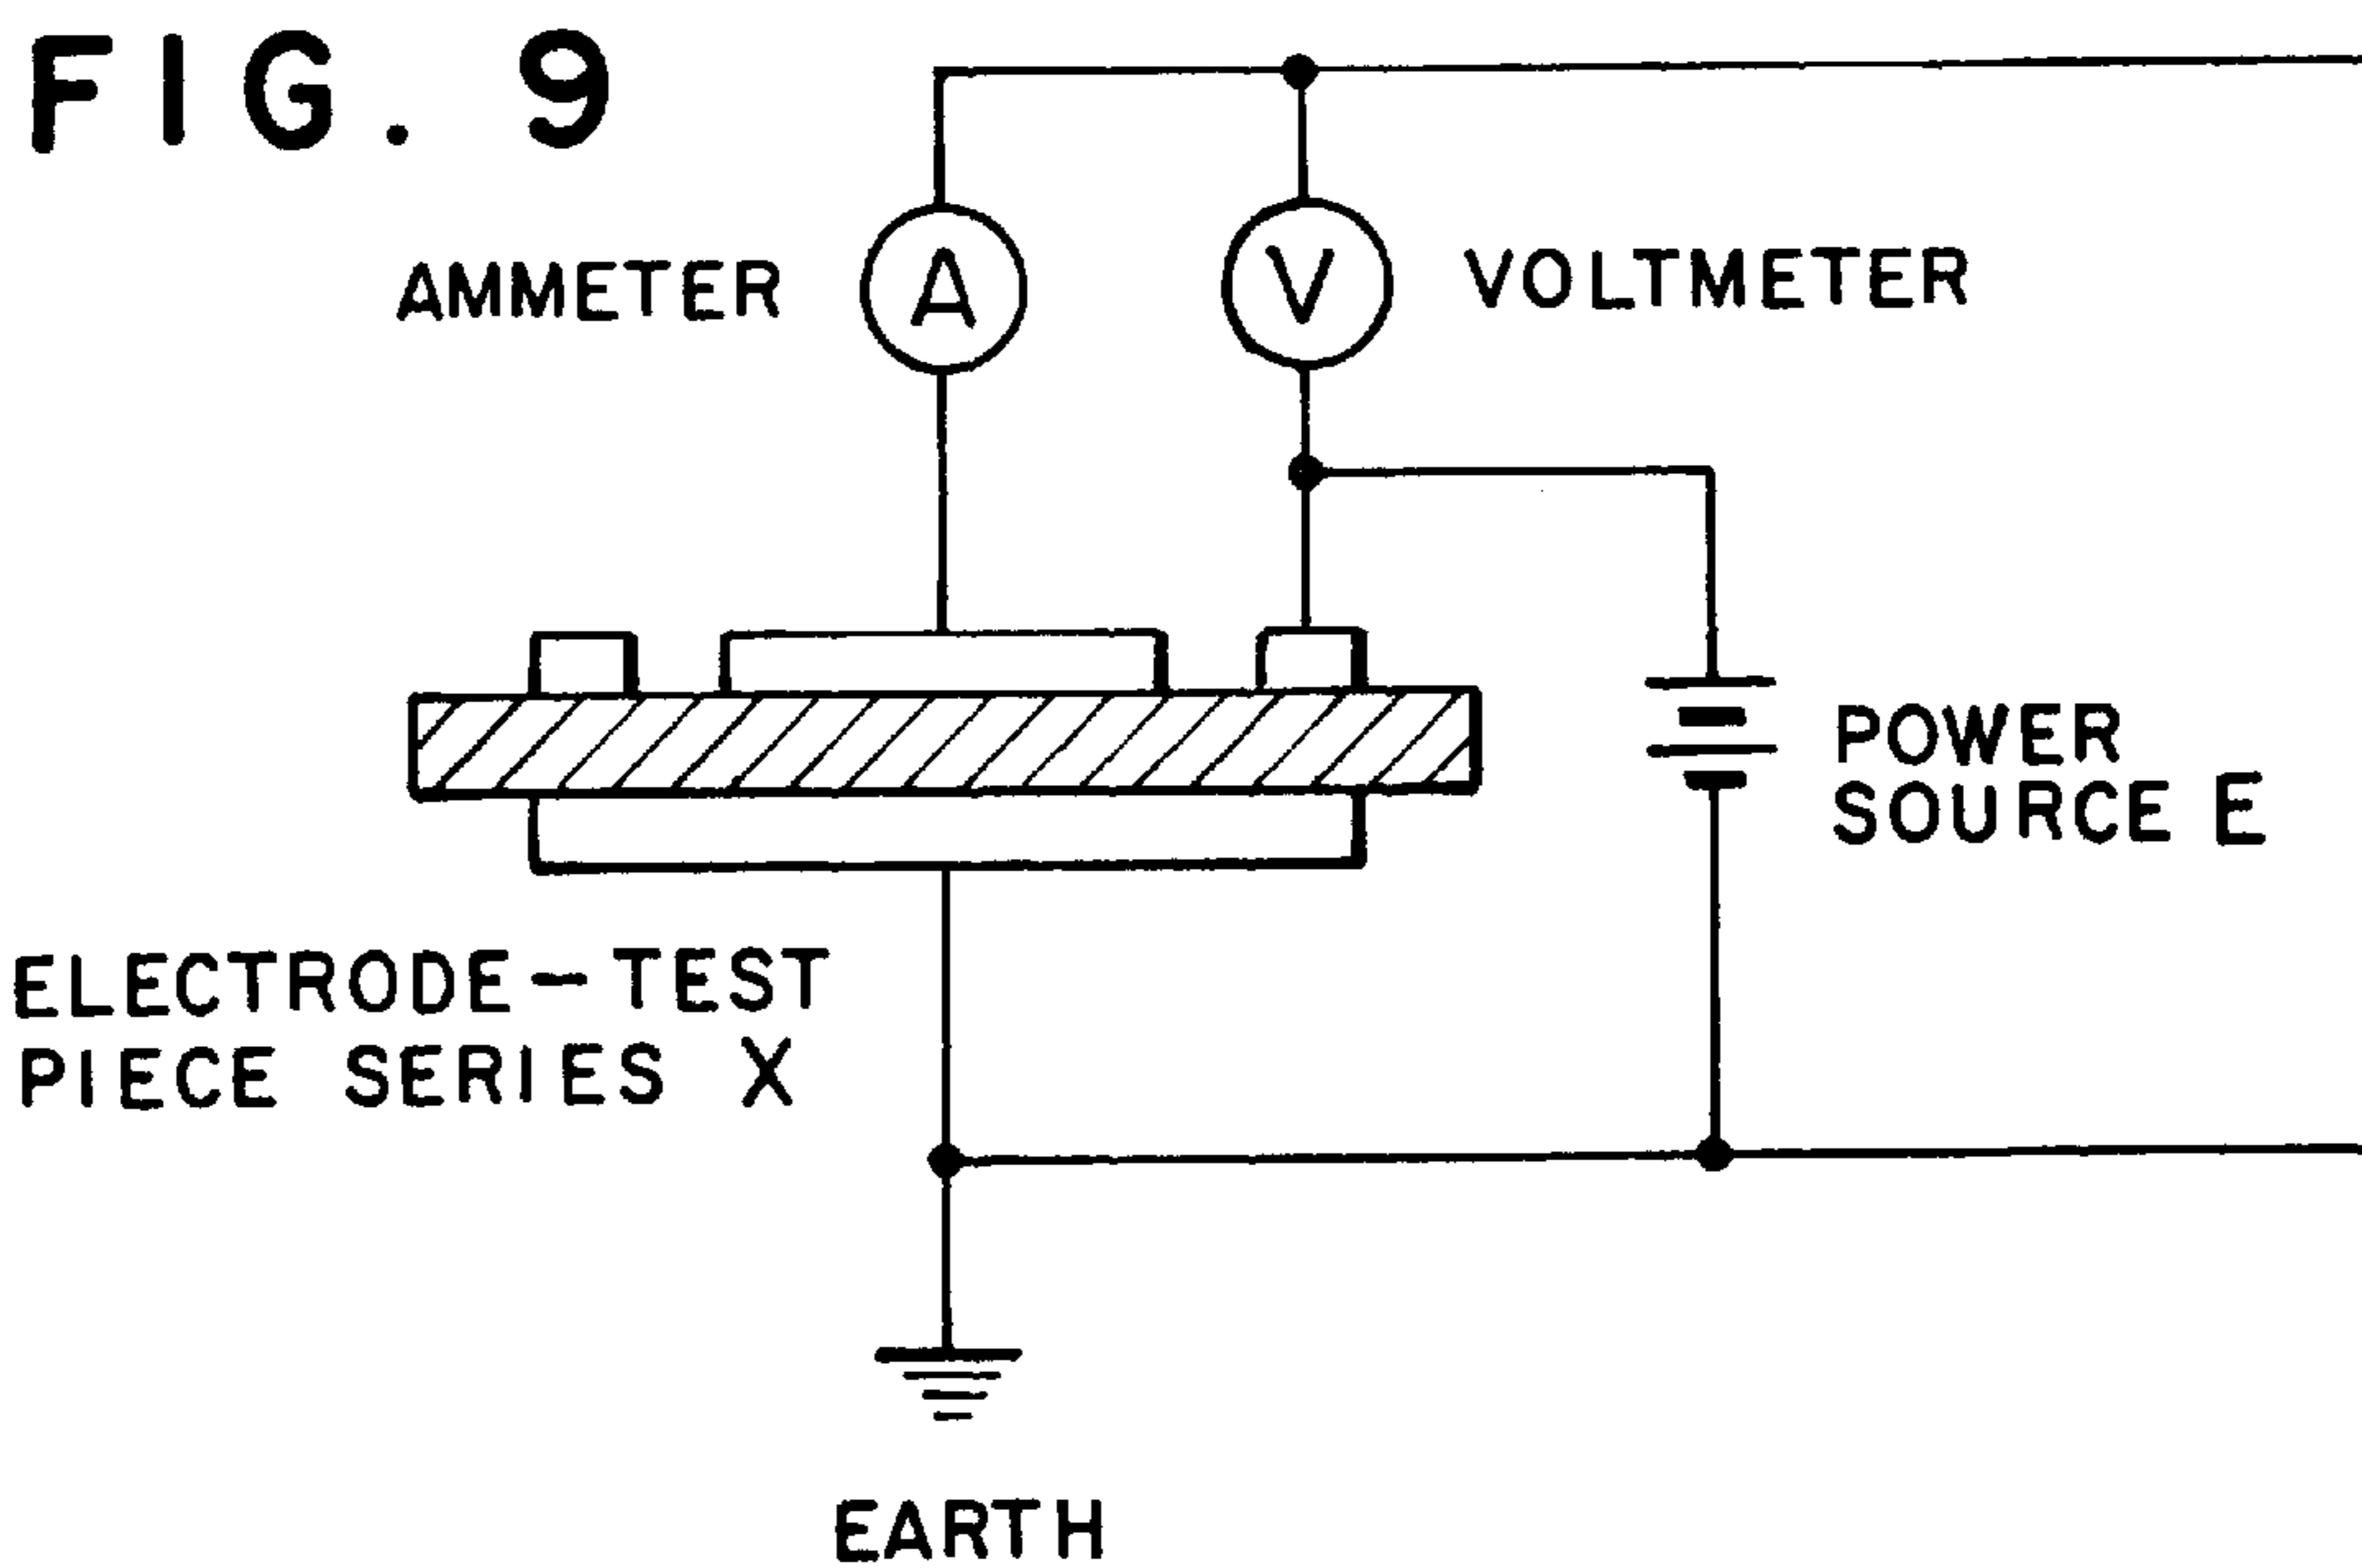 FIG. 9
AMMETER
A
V
VOLTMETER
POWER
SOURCE E
ELECTRODE-TEST
PIECE SERIES X
EARTH